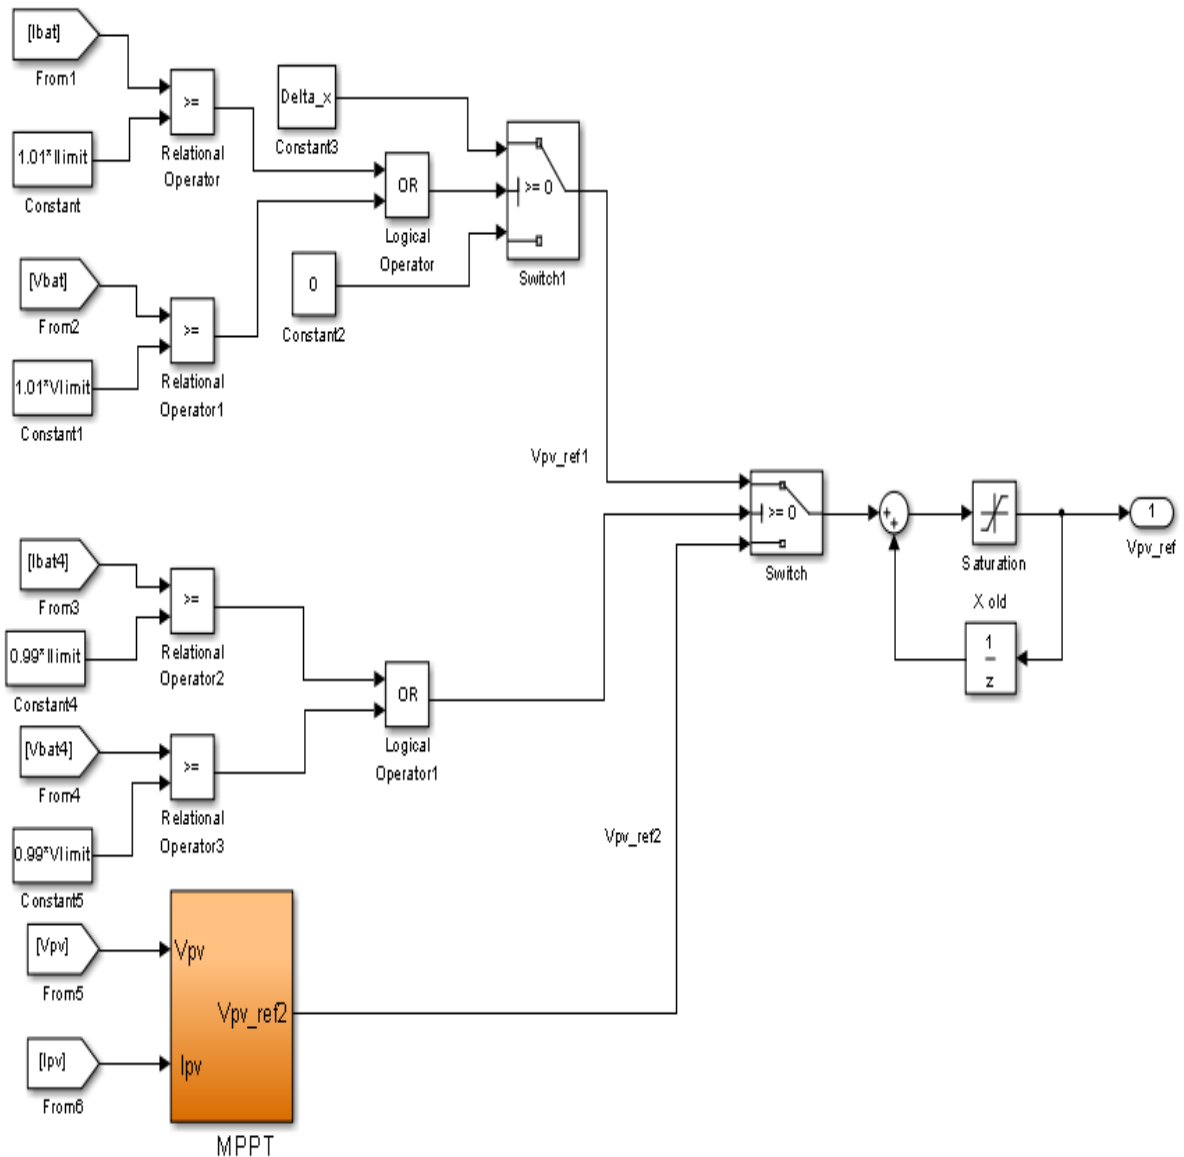 [Ibat]
From1
1.01*Ilimit
Constant
>=
Relational
Operator
Delta_x
Constant3
OR
Logical
Operator
>= 0
Switch1
0
Constant2
[Vbat]
From2
1.01*Vlimit
Constant1
>=
Relational
Operator1
Vpv_ref1
>= 0
Switch
+
+
Saturation
1
Vpv_ref
X old
1
z
[Ibat4]
From3
0.99*Ilimit
Constant4
>=
Relational
Operator2
OR
Logical
Operator1
[Vbat4]
From4
0.99*Vlimit
Constant5
>=
Relational
Operator3
Vpv_ref2
[Vpv]
From5
[Ipv]
From6
Vpv
Vpv_ref2
Ipv
MPPT